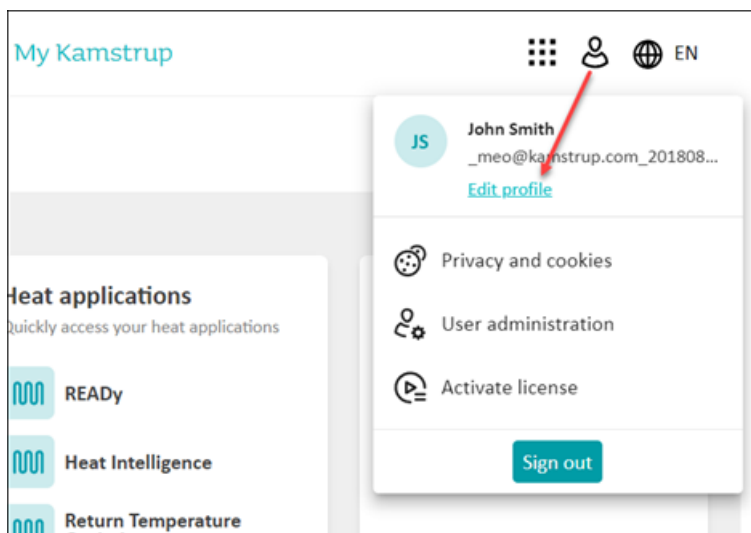 My Kamstrup
EN
JS
John Smith
_meo@kamstrup.com_201808...
Edit profile
Privacy and cookies
User administration
Activate license
Sign out
Heat applications
Quickly access your heat applications
READy
Heat Intelligence
Return Temperature